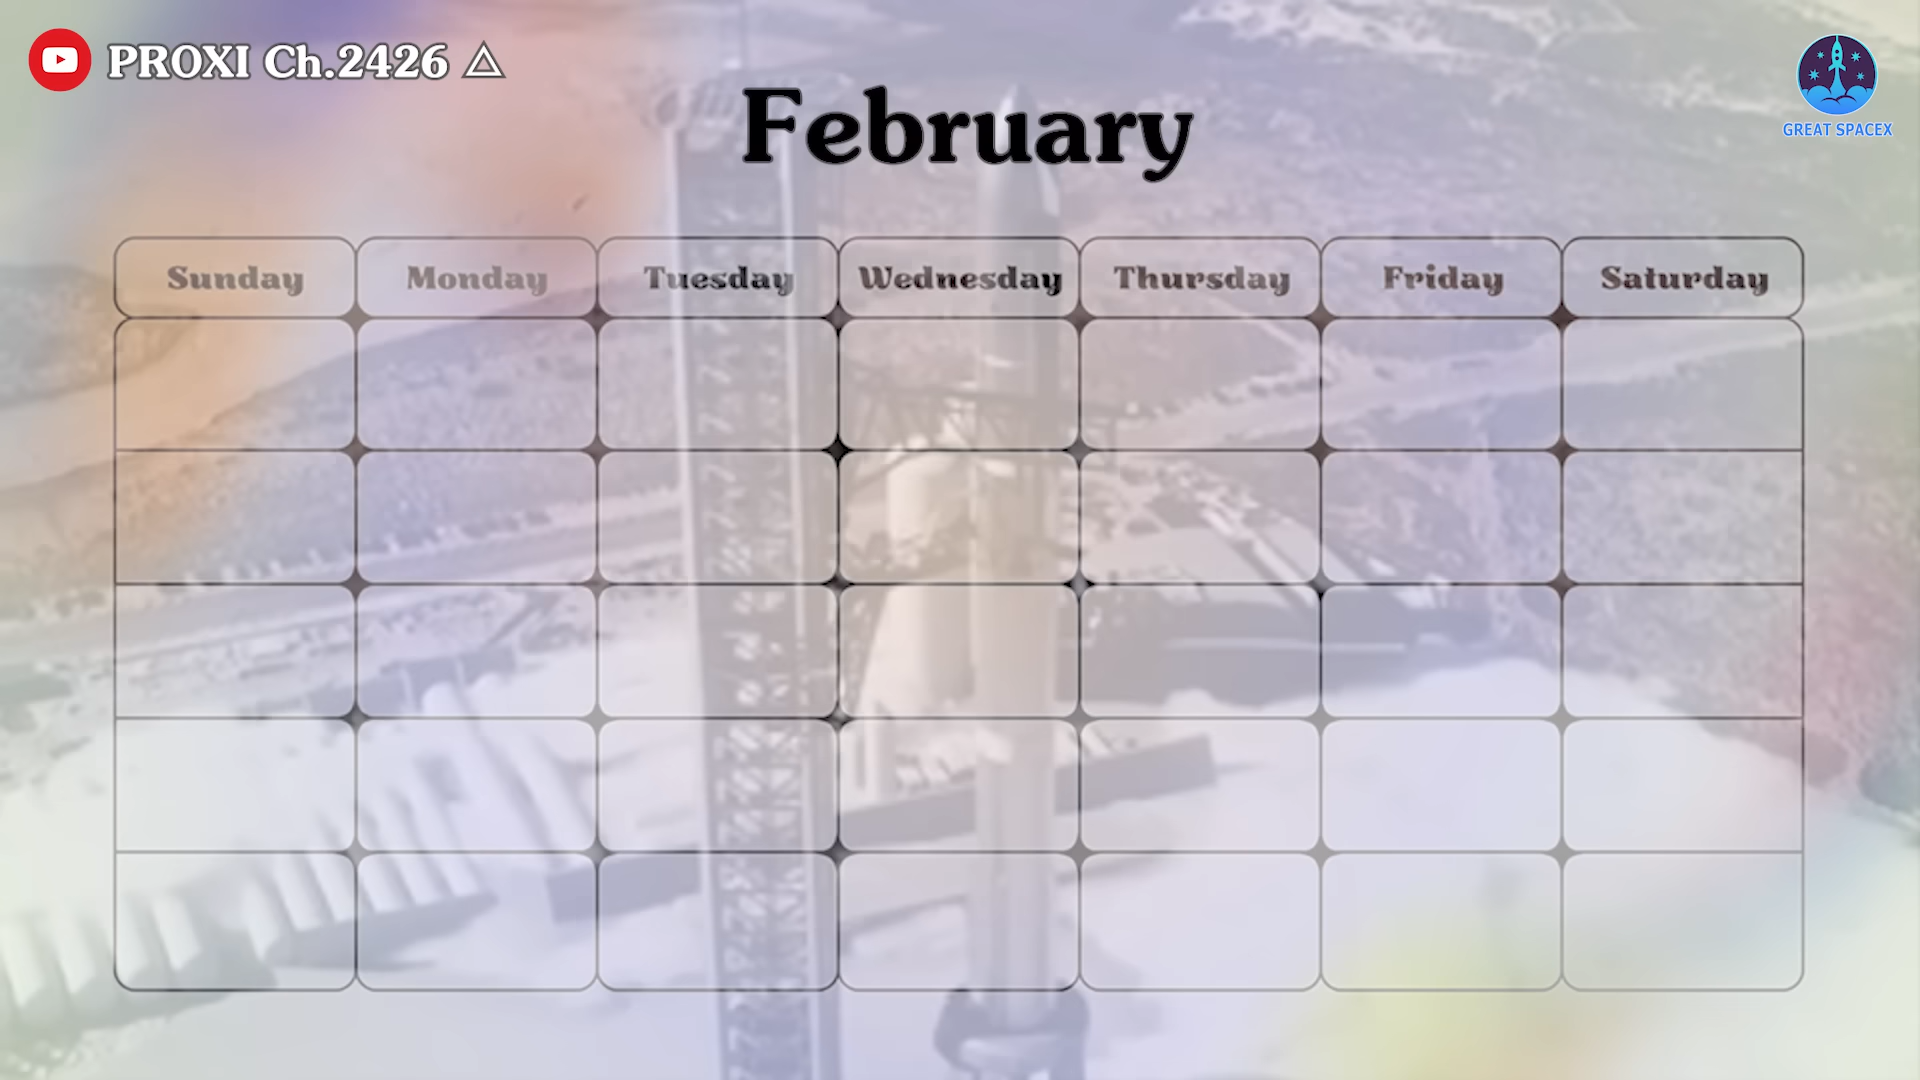 PROXI Ch.2426 △
GREAT SPACEX
February
Sunday Monday Tuesday Wednesday Thursday Friday Saturday